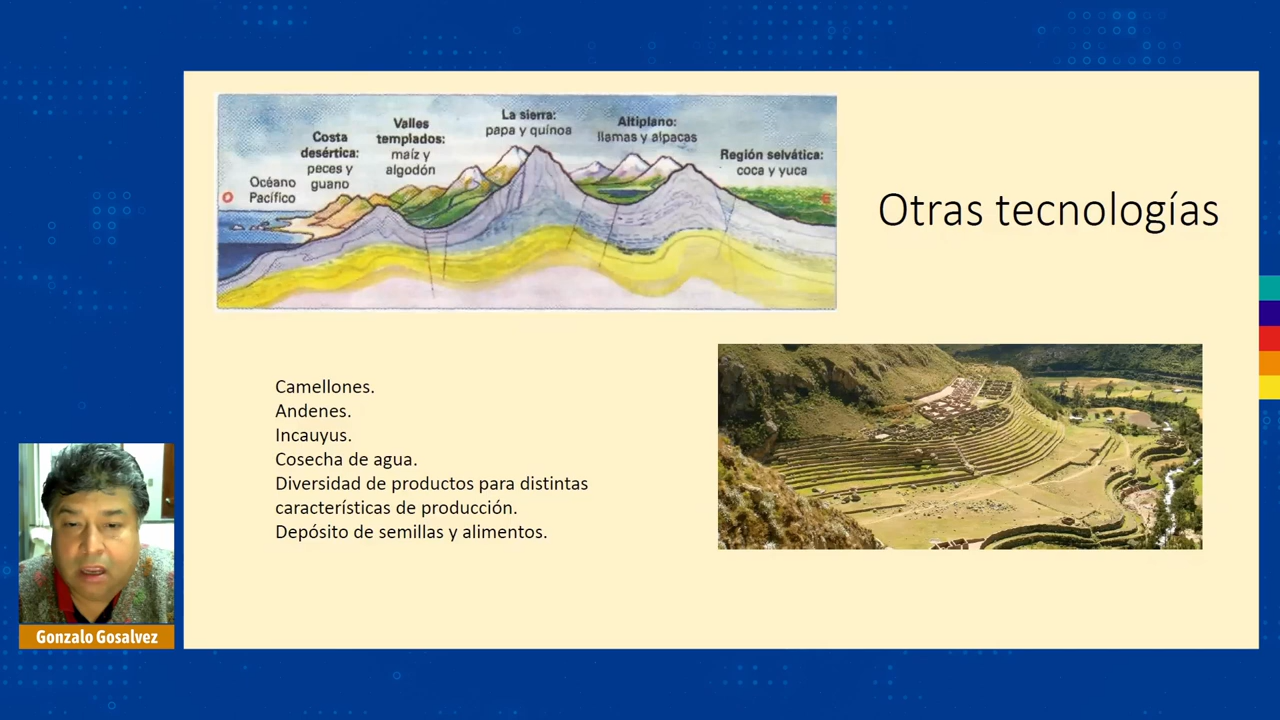 O
Océano
Pacífico
Costa
desértica:
peces y
guano
Valles
templados:
maíz y
algodón
La sierra:
papa y quínoa
Altiplano:
llamas y alpacas
Región selvática:
coca y yuca
E
Otras tecnologías
Camellones.
Andenes.
Incauyus.
Cosecha de agua.
Diversidad de productos para distintas
características de producción.
Depósito de semillas y alimentos.
Gonzalo Gosalvez